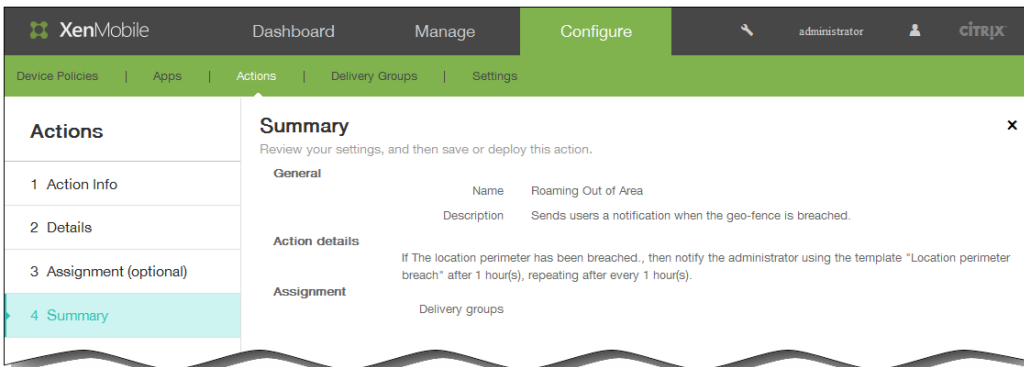 XenMobile Dashboard Manage Configure administrator CİTRIX
Device Policies | Apps | Actions | Delivery Groups | Settings
Actions
1 Action Info
2 Details
3 Assignment (optional)
4 Summary
Summary
Review your settings, and then save or deploy this action.
General
Name Roaming Out of Area
Description Sends users a notification when the geo-fence is breached.
Action details
If The location perimeter has been breached., then notify the administrator using the template "Location perimeter
breach" after 1 hour(s), repeating after every 1 hour(s).
Assignment
Delivery groups